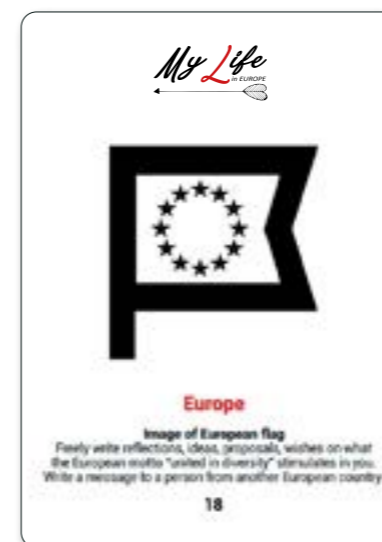 My Life
in EUROPE
Europe
Image of European flag
Freely write reflections, ideas, proposals, wishes on what
the European motto "united in diversity" stimulates in you.
Write a message to a person from another European country
18